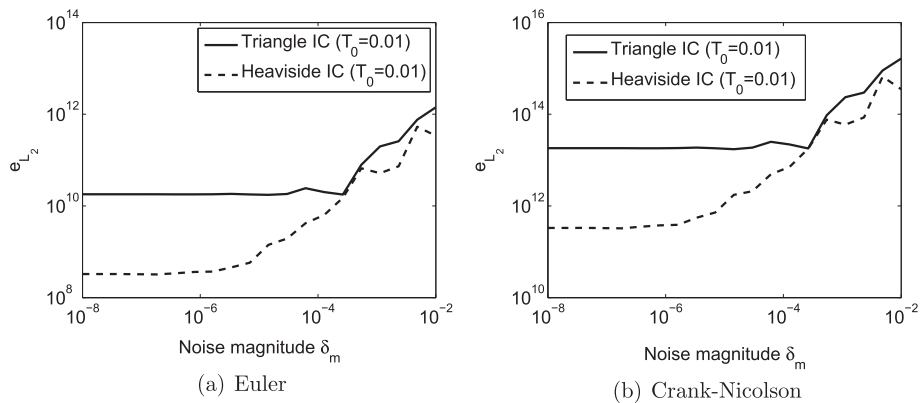 10^14
10^12
10^10
10^8
e_L_2
Triangle IC (T_0=0.01)
Heaviside IC (T_0=0.01)
10^−8
10^−6
10^−4
10^−2
Noise magnitude δ_m
(a) Euler
10^16
10^14
10^12
10^10
e_L_2
Triangle IC (T_0=0.01)
Heaviside IC (T_0=0.01)
10^−8
10^−6
10^−4
10^−2
Noise magnitude δ_m
(b) Crank-Nicolson